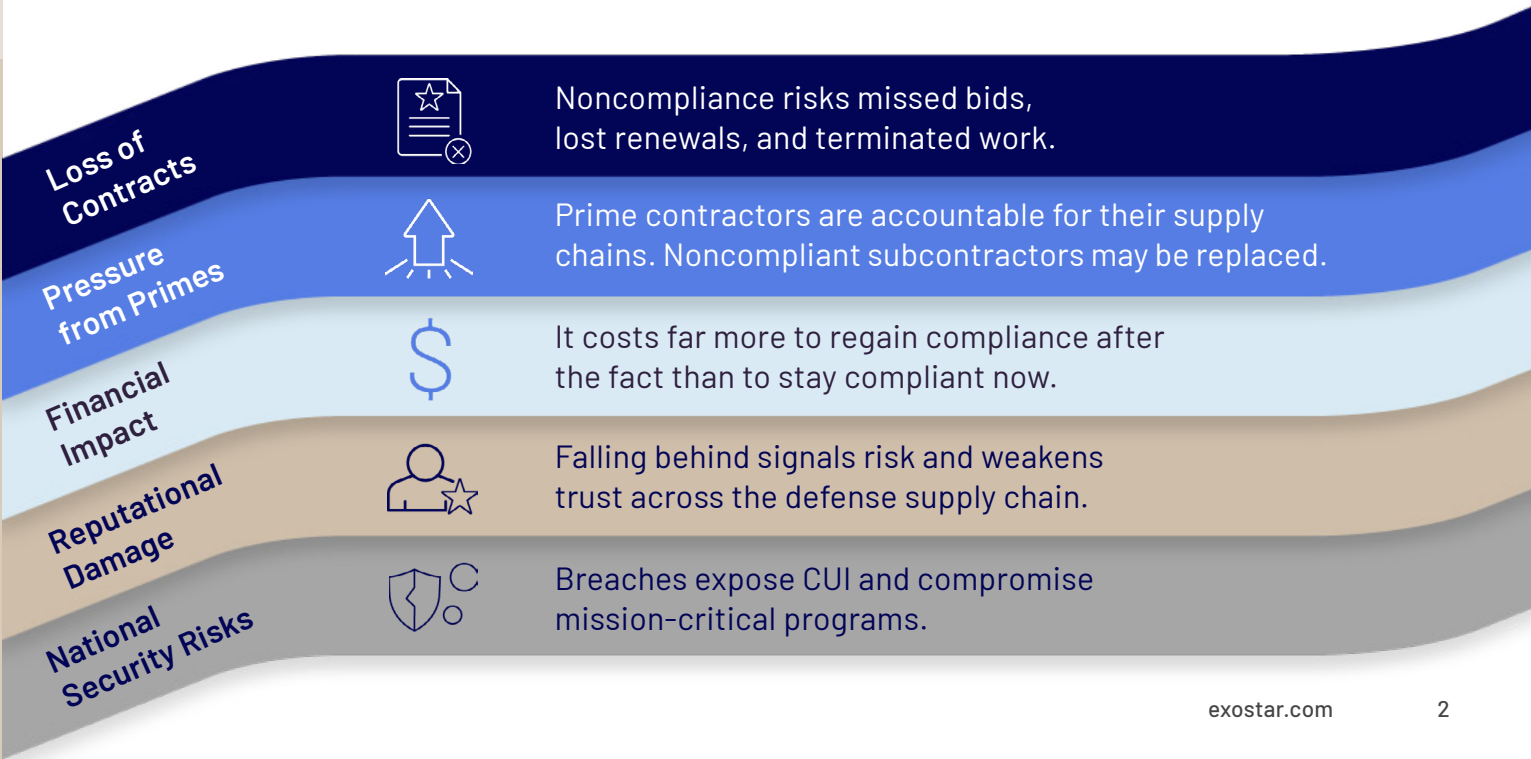 Loss of
Contracts
Noncompliance risks missed bids,
lost renewals, and terminated work.
Pressure
from Primes
Prime contractors are accountable for their supply
chains. Noncompliant subcontractors may be replaced.
Financial
Impact
$
It costs far more to regain compliance after
the fact than to stay compliant now.
Reputational
Damage
Falling behind signals risk and weakens
trust across the defense supply chain.
National
Security Risks
Breaches expose CUI and compromise
mission-critical programs.
exostar.com 2